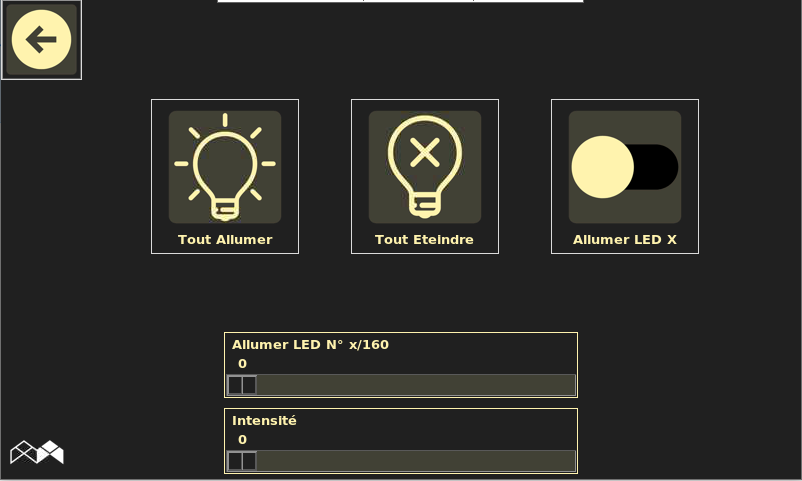 Tout Allumer
Tout Eteindre
Allumer LED X
Allumer LED N° x/160
0
Intensité
0